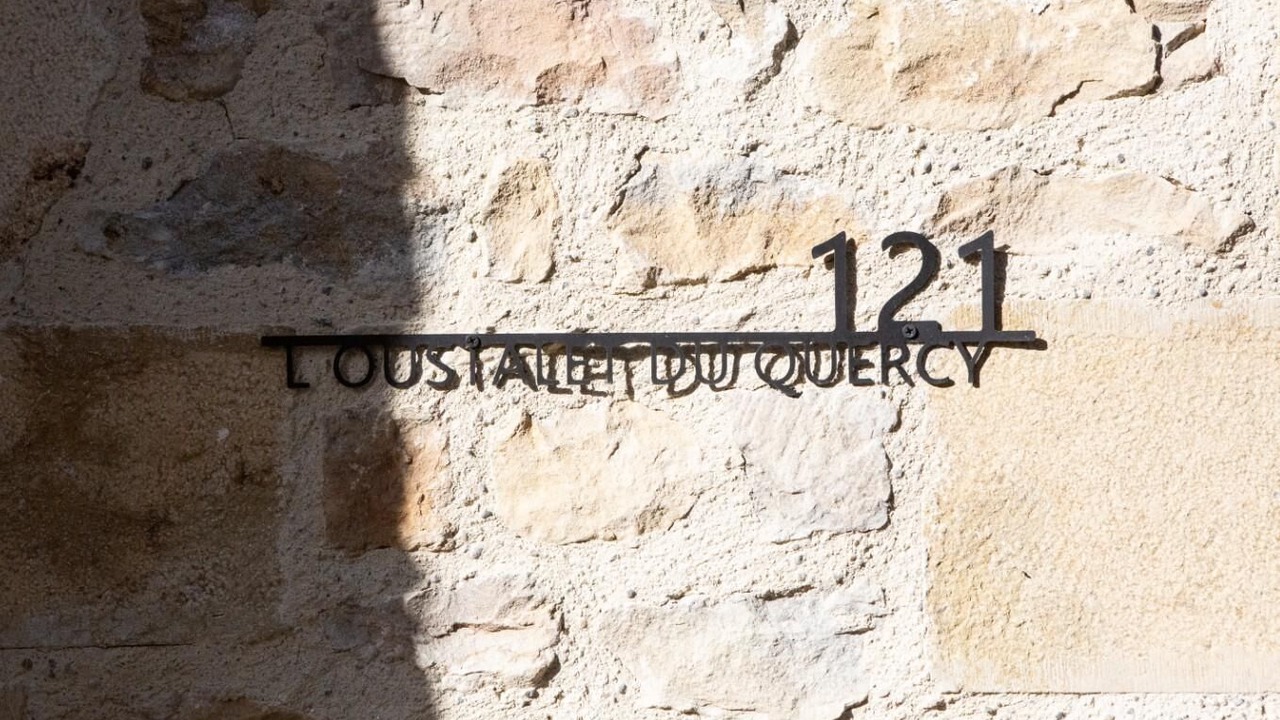 121
L OUSTALET DU QUERCY